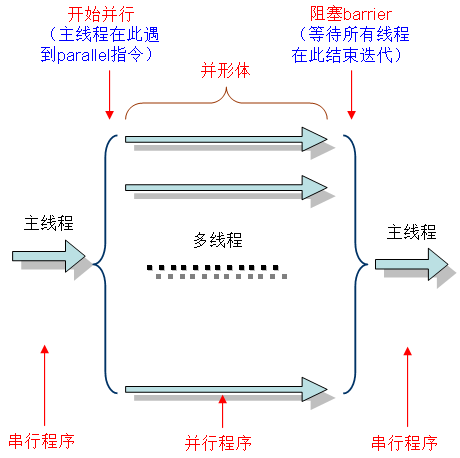 开始并行
（主线程在此遇
到parallel指令）
阻塞barrier
（等待所有线程
在此结束迭代）
并形体
主线程
多线程
主线程
串行程序
并行程序
串行程序